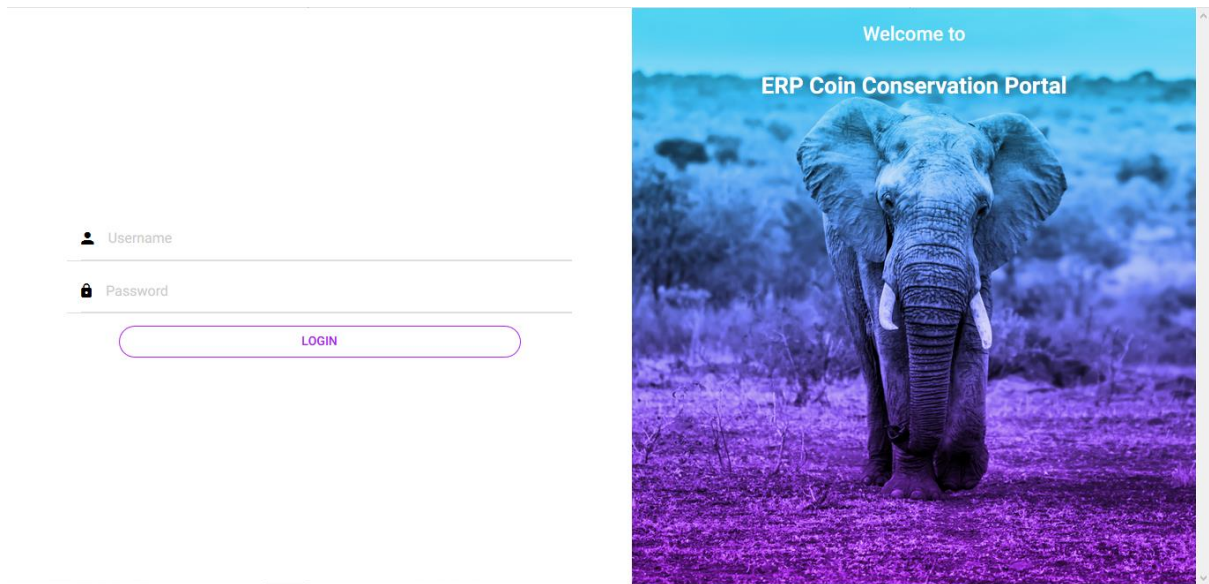 Username
Password
LOGIN
Welcome to
ERP Coin Conservation Portal